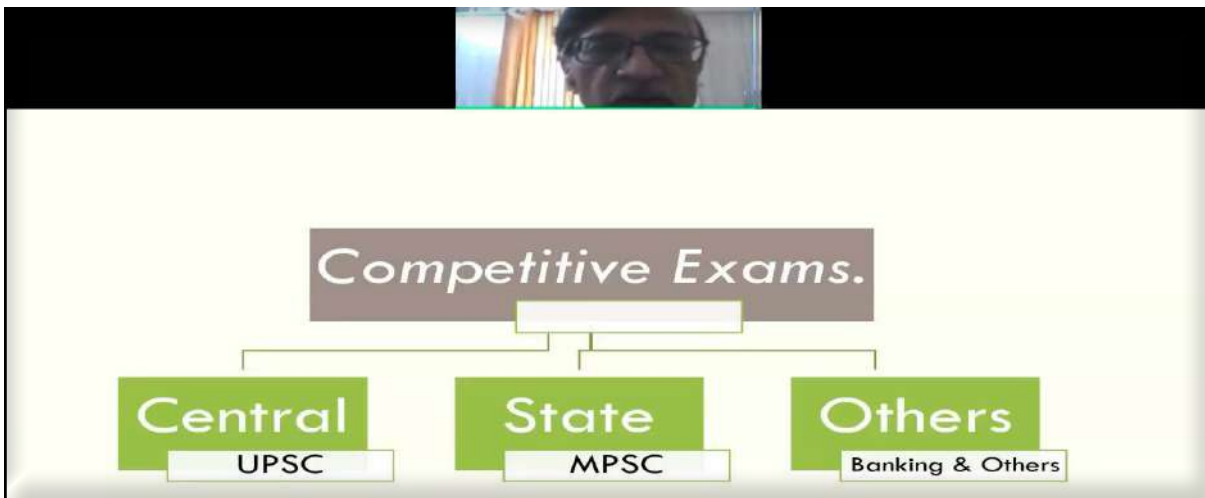 Competitive Exams.
Central
State
Others
UPSC
MPSC
Banking & Others